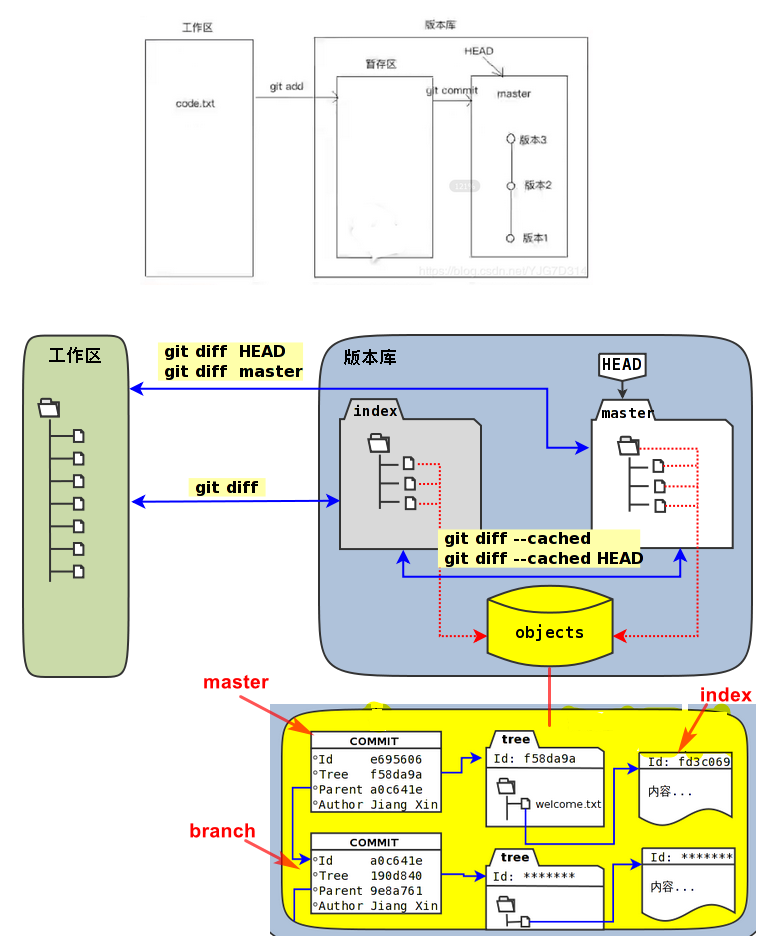 工作区
版本库
HEAD
暂存区
git add
git commit
master
code.txt
版本3
版本2
版本1
https://blog.csdn.net/YJG7D314
工作区
git diff HEAD
git diff master
版本库
HEAD
index
master
git diff
git diff --cached
git diff --cached HEAD
objects
master
index
COMMIT
Id e695606
Tree f58da9a
Parent a0c641e
Author Jiang Xin
tree
Id: f58da9a
welcome.txt
Id: fd3c069
内容...
branch
COMMIT
Id a0c641e
Tree 190d840
Parent 9e8a761
Author Jiang Xin
tree
Id: *******
Id: *******
内容...